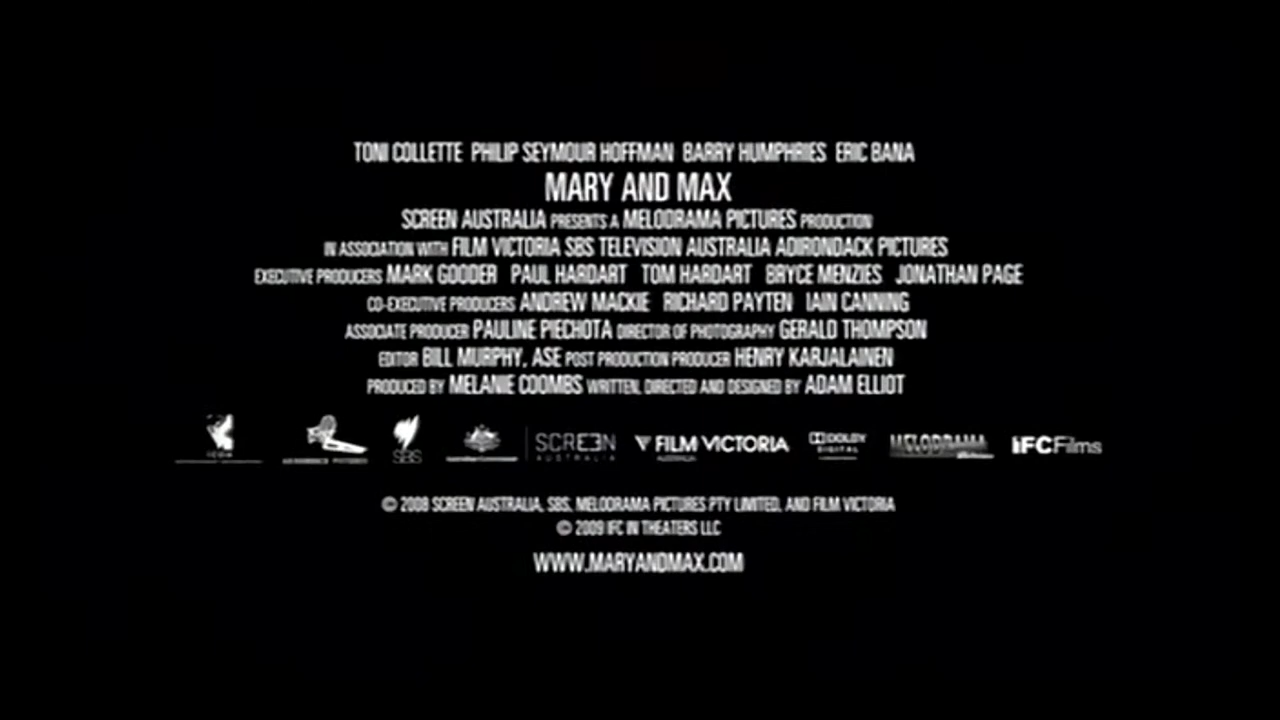 TONI COLLETTE PHILIP SEYMOUR HOFFMAN BARRY HUMPHRIES ERIC BANA
MARY AND MAX
SCREEN AUSTRALIA PRESENTS A MELODRAMA PICTURES PRODUCTION
IN ASSOCIATION WITH FILM VICTORIA SBS TELEVISION AUSTRALIA ADIRONDACK PICTURES
EXECUTIVE PRODUCERS MARK GOODER PAUL HARDART TOM HARDART BRYCE MENZIES JONATHAN PAGE
CO-EXECUTIVE PRODUCERS ANDREW MACKIE RICHARD PAYTEN IAIN CANNING
ASSOCIATE PRODUCER PAULINE PIECHOTA DIRECTOR OF PHOTOGRAPHY GERALD THOMPSON
EDITOR BILL MURPHY, ASE POST PRODUCTION PRODUCER HENRY KARJALAINEN
PRODUCED BY MELANIE COOMBS WRITTEN, DIRECTED AND DESIGNED BY ADAM ELLIOT
ICON ADIRONDACK PICTURES SBS SCREEN AUSTRALIA FILM VICTORIA AUSTRALIA DOLBY DIGITAL MELODRAMA IFC Films
© 2008 SCREEN AUSTRALIA, SBS, MELODRAMA PICTURES PTY LIMITED, AND FILM VICTORIA
© 2009 IFC IN THEATERS LLC
WWW.MARYANDMAX.COM